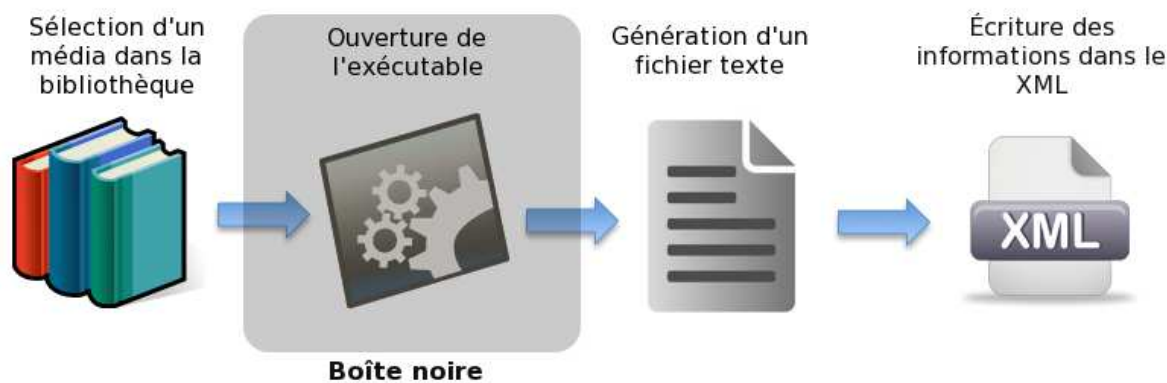 Sélection d'un
média dans la
bibliothèque
Ouverture de
l'exécutable
Boîte noire
Génération d'un
fichier texte
Écriture des
informations dans le
XML
XML